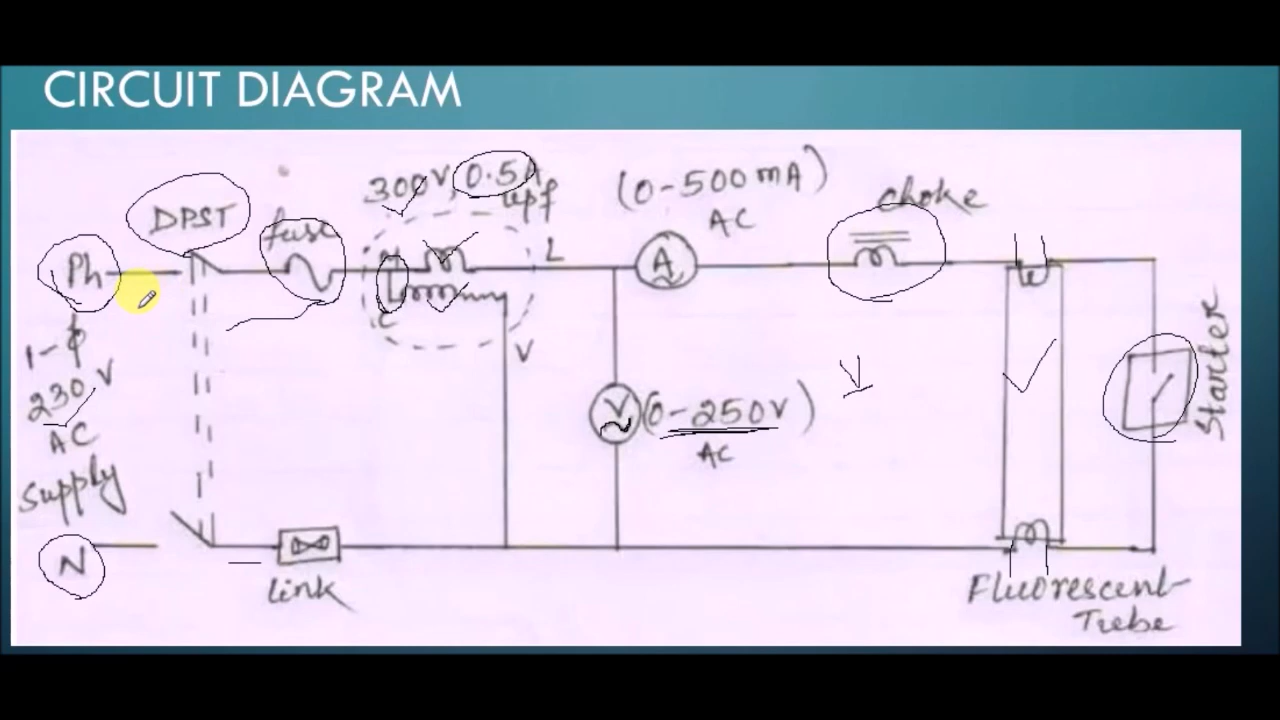 CIRCUIT DIAGRAM
300V, 0.5A
upf
(0-500mA)
AC
choke
DPST
fuse
Ph
M
L
A
C
V
1-ϕ
230V
AC
Supply
V
(0-250V)
AC
Starter
N
Link
Fluorescent
Tube